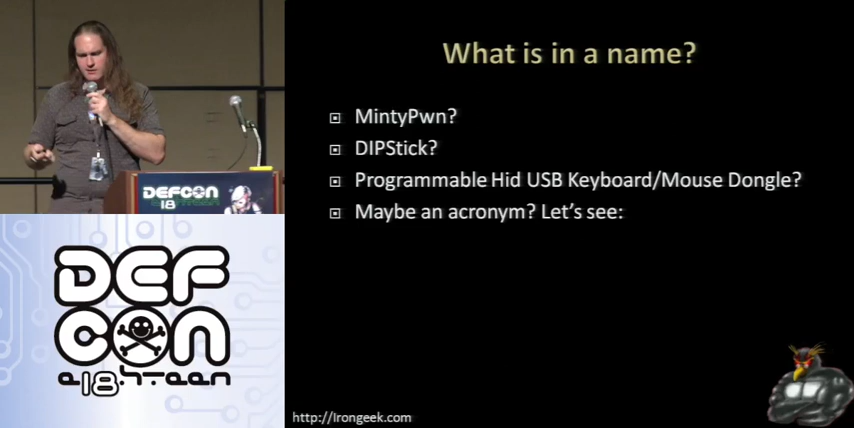 DEFCON
18
DEF
CON
e18hteen
What is in a name?
MintyPwn?
DIPStick?
Programmable Hid USB Keyboard/Mouse Dongle?
Maybe an acronym? Let's see:
http://Irongeek.com